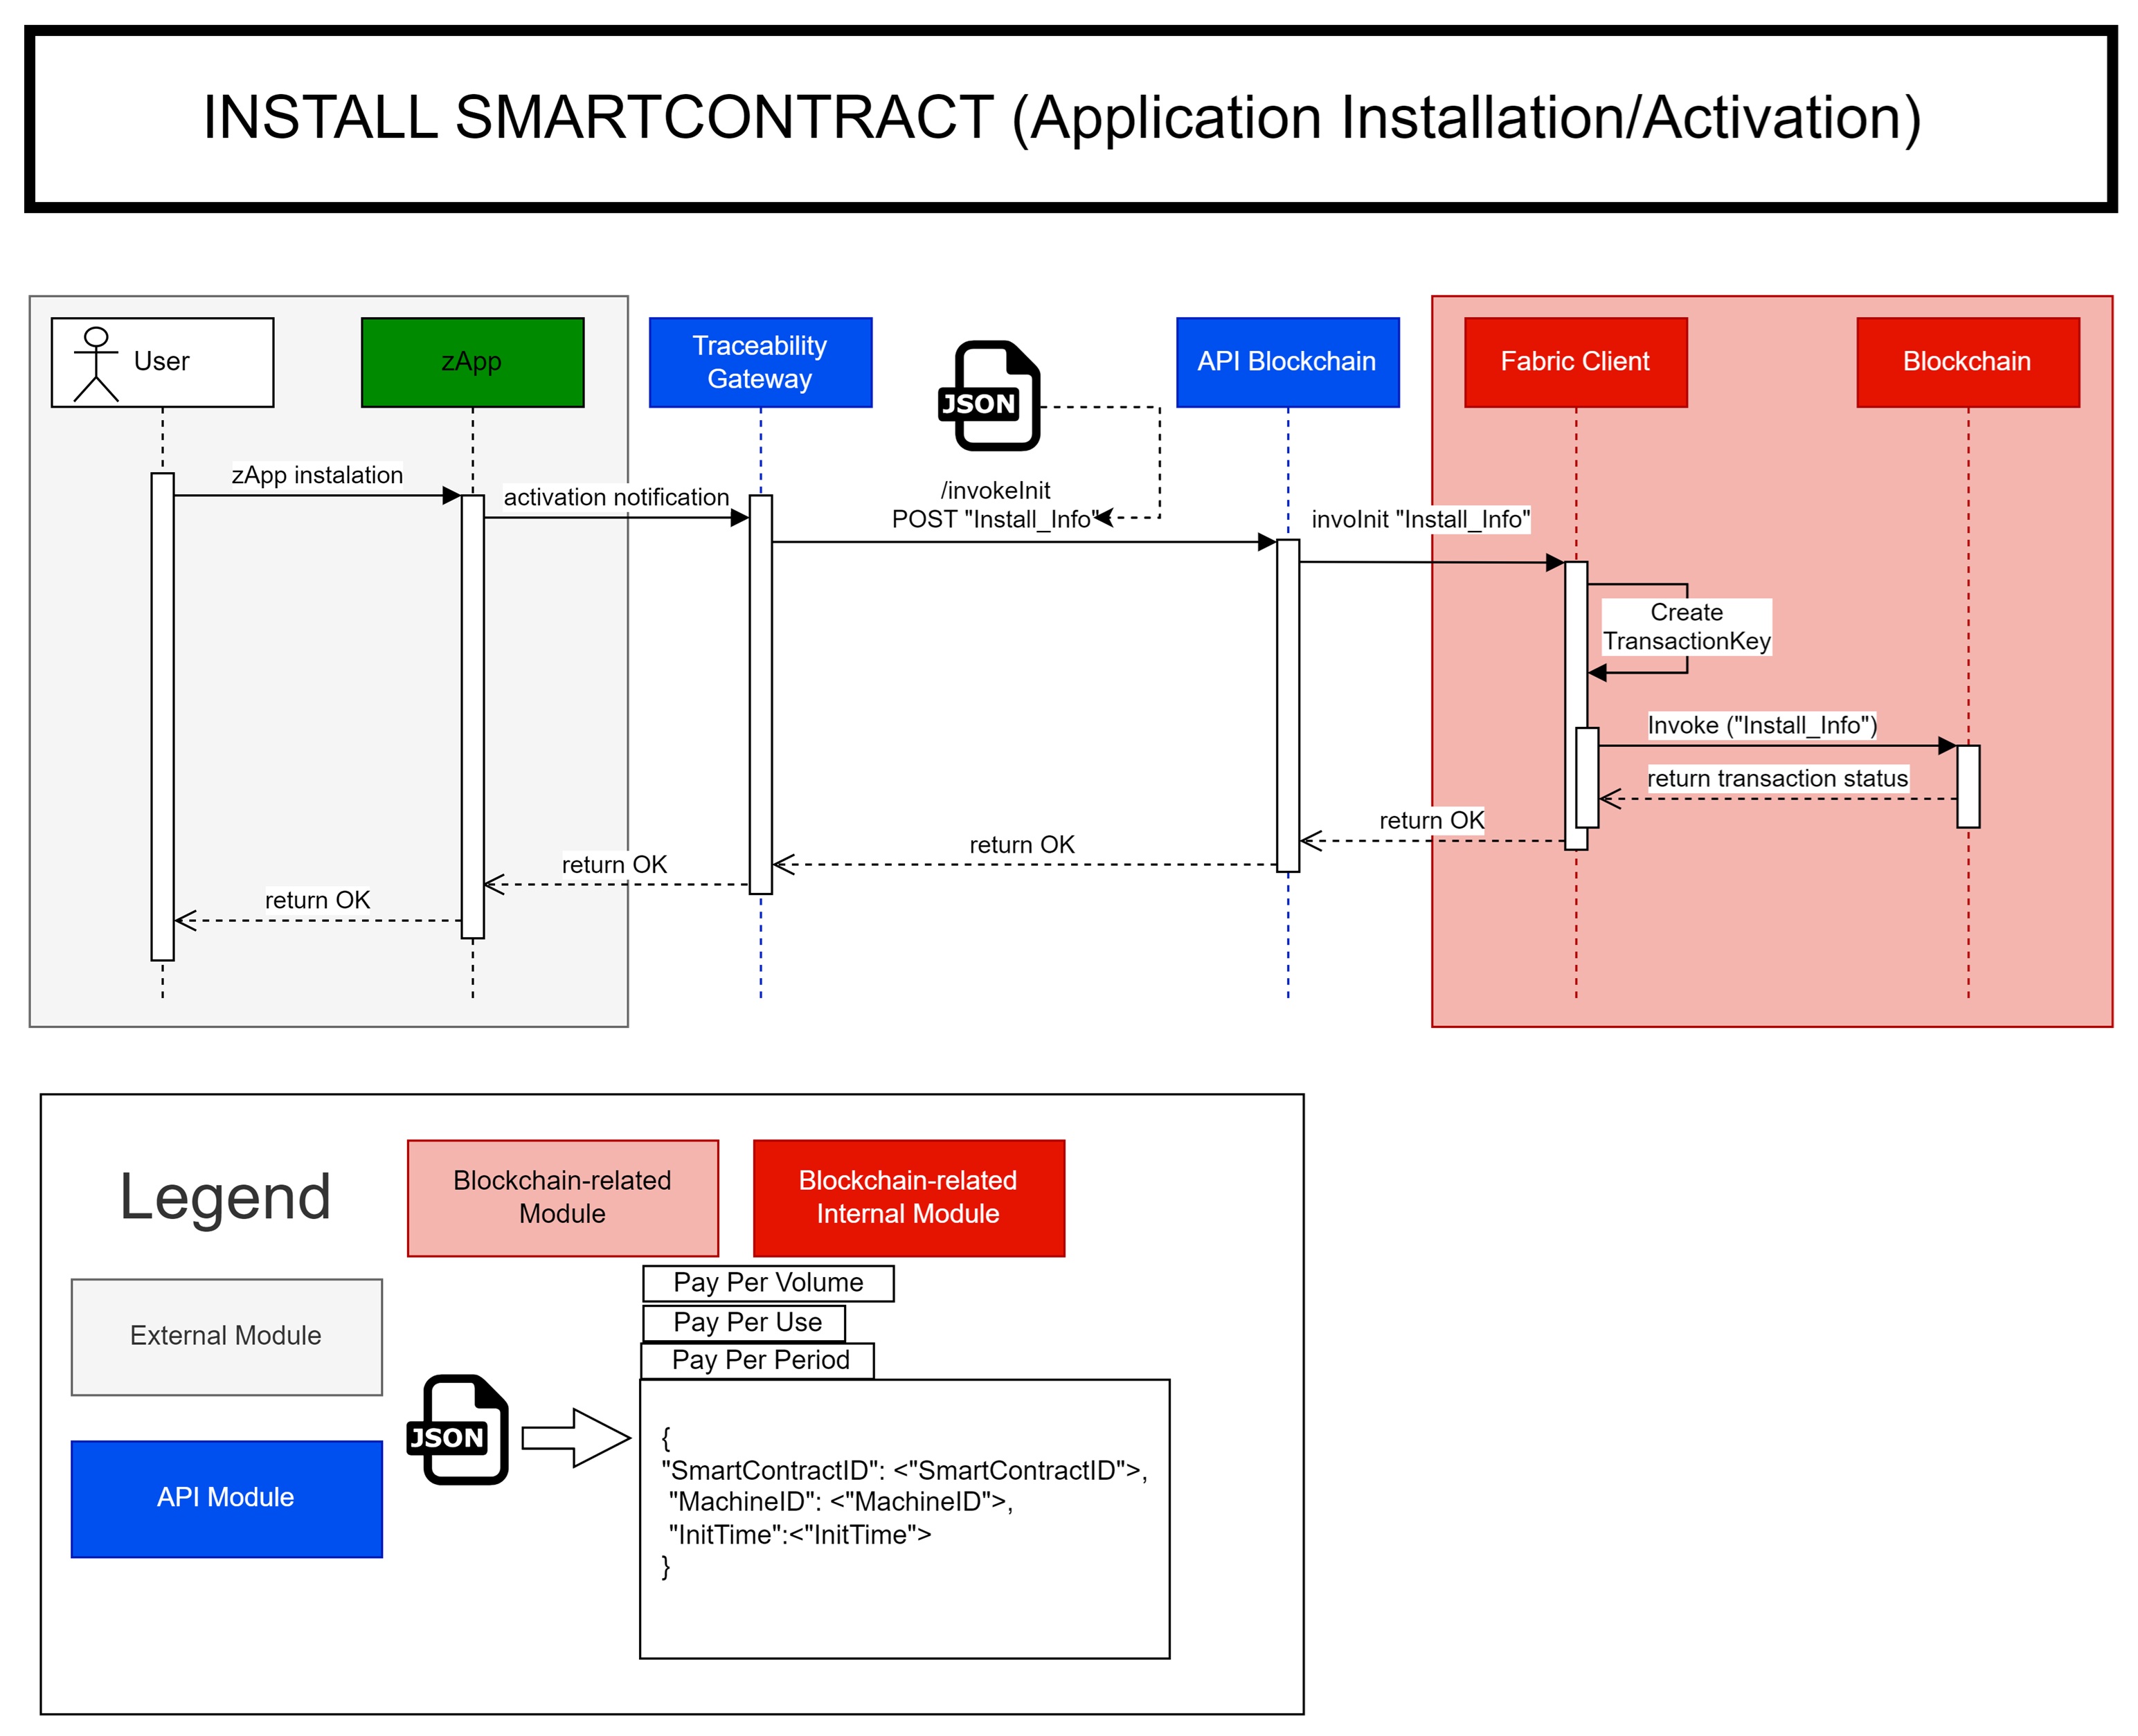 INSTALL SMARTCONTRACT (Application Installation/Activation)
User
zApp
Traceability
Gateway
JSON
API Blockchain
Fabric Client
Blockchain
zApp instalation
activation notification
/invokeInit
POST "Install_Info"
invoInit "Install_Info"
Create
TransactionKey
Invoke ("Install_Info")
return transaction status
return OK
return OK
return OK
return OK
Legend
Blockchain-related
Module
Blockchain-related
Internal Module
External Module
API Module
JSON
Pay Per Volume
Pay Per Use
Pay Per Period
{
"SmartContractID": <"SmartContractID">,
"MachineID": <"MachineID">,
"InitTime":<"InitTime">
}